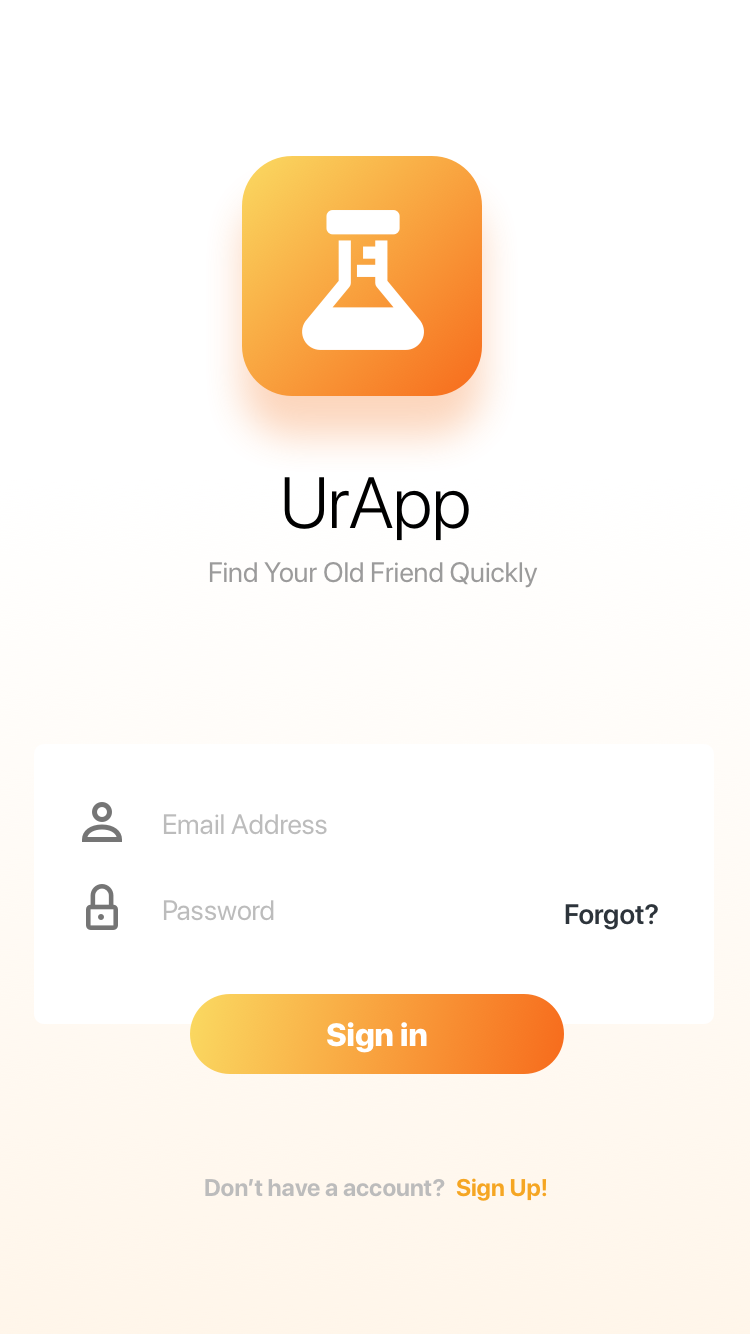 UrApp
Find Your Old Friend Quickly
Email Address
Password
Forgot?
Sign in
Don’t have a account? Sign Up!